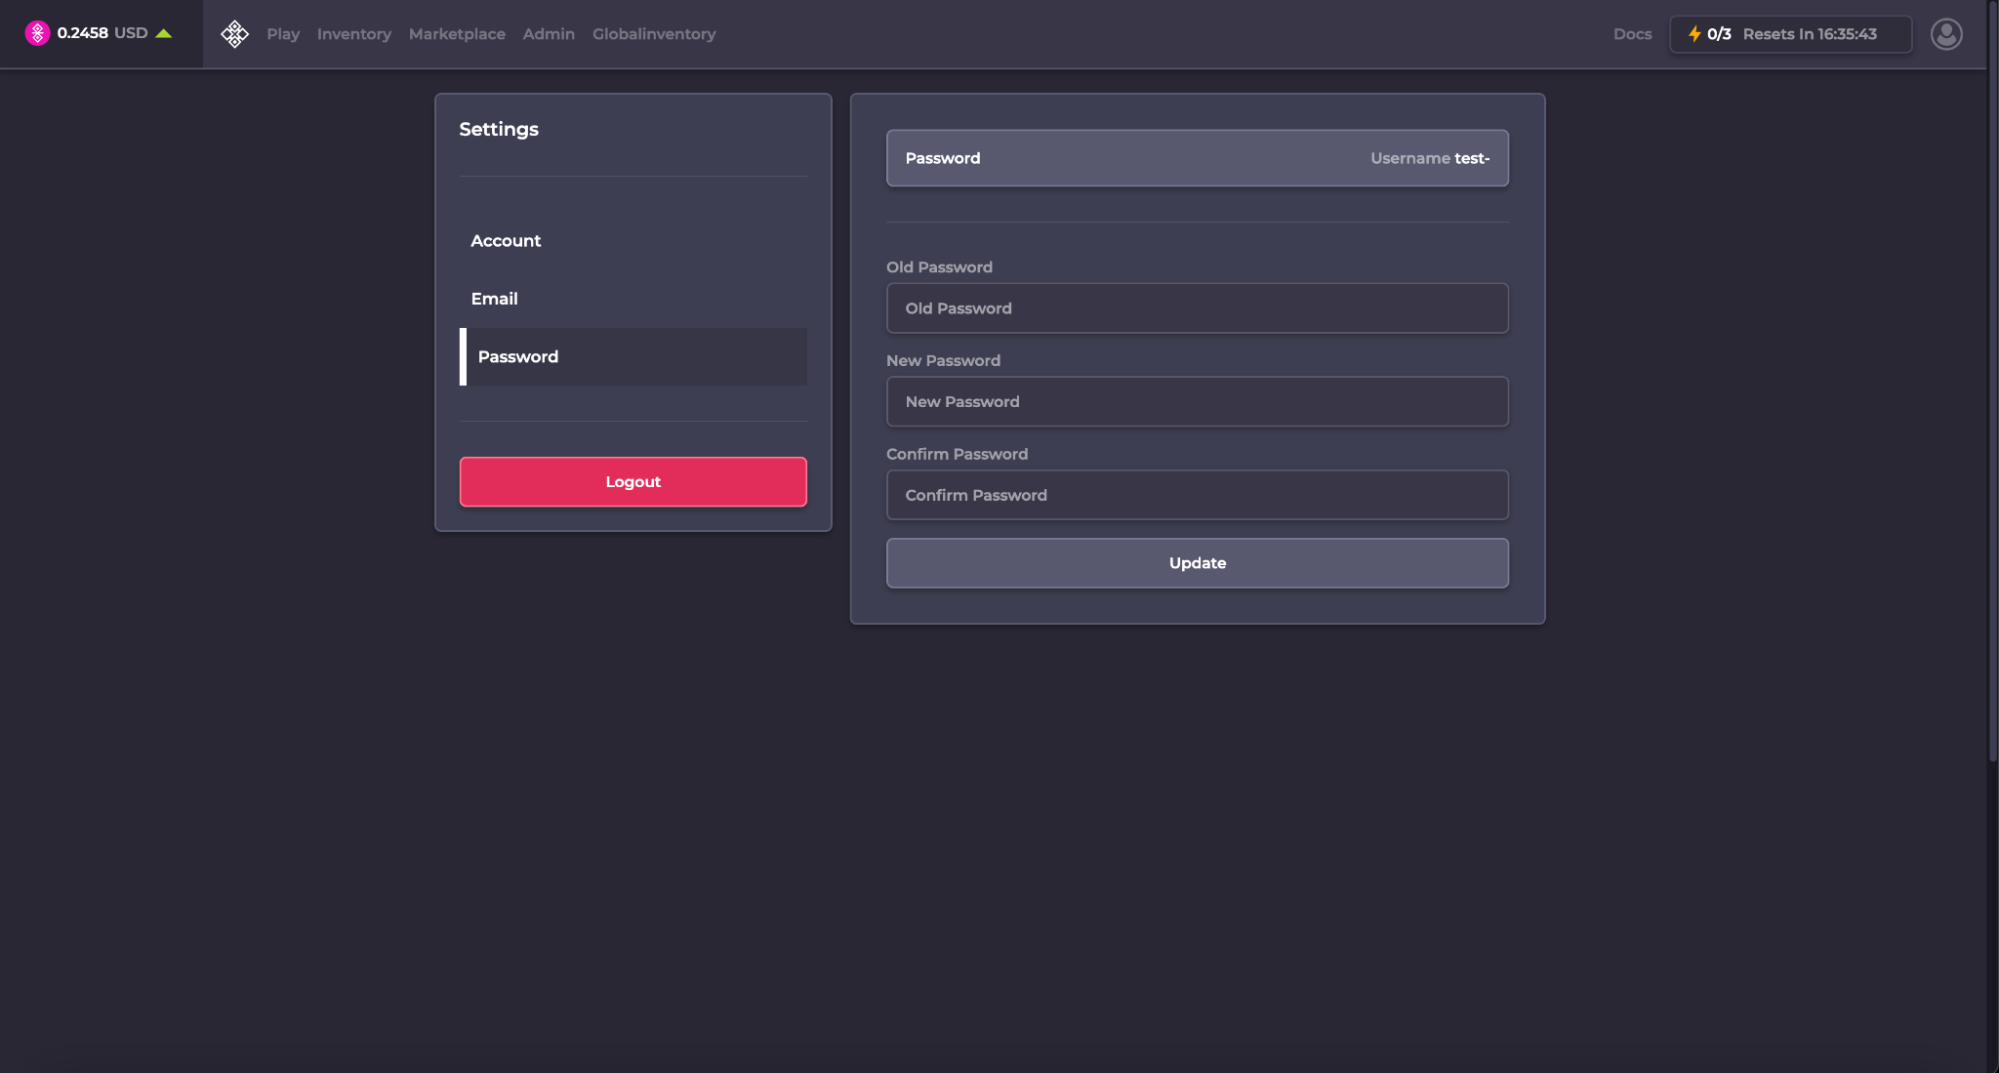 0.2458 USD
Play Inventory Marketplace Admin Globalinventory
Docs
0/3 Resets In 16:35:43
Settings
Account
Email
Password
Logout
Password
Username test-
Old Password
Old Password
New Password
New Password
Confirm Password
Confirm Password
Update